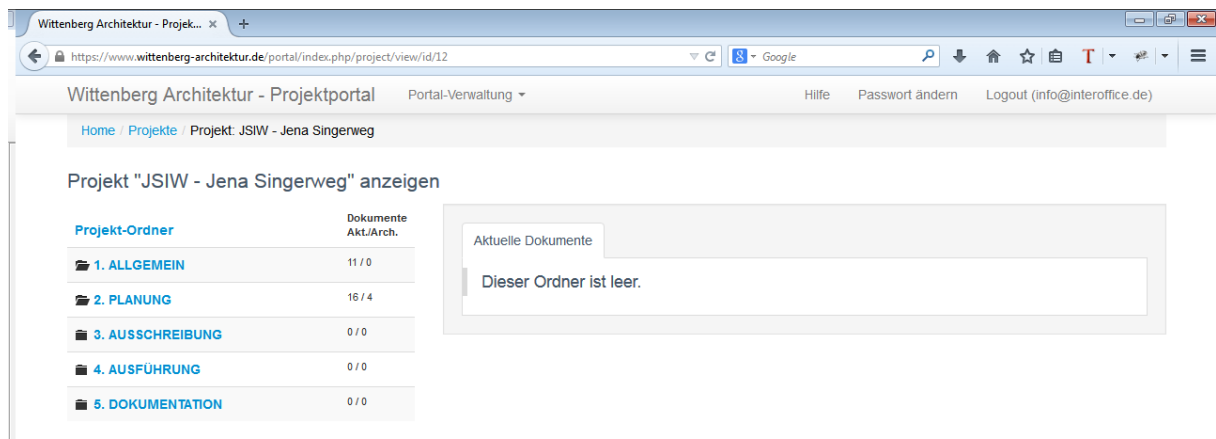 Wittenberg Architektur - Projek... × +
https://www.wittenberg-architektur.de/portal/index.php/project/view/id/12
8 Google
T
Wittenberg Architektur - Projektportal Portal-Verwaltung Hilfe Passwort ändern Logout (info@interoffice.de)
Home / Projekte / Projekt: JSIW - Jena Singerweg
Projekt "JSIW - Jena Singerweg" anzeigen
Projekt-Ordner Dokumente
Akt./Arch.
1. ALLGEMEIN 11 / 0
2. PLANUNG 16 / 4
3. AUSSCHREIBUNG 0 / 0
4. AUSFÜHRUNG 0 / 0
5. DOKUMENTATION 0 / 0
Aktuelle Dokumente
Dieser Ordner ist leer.